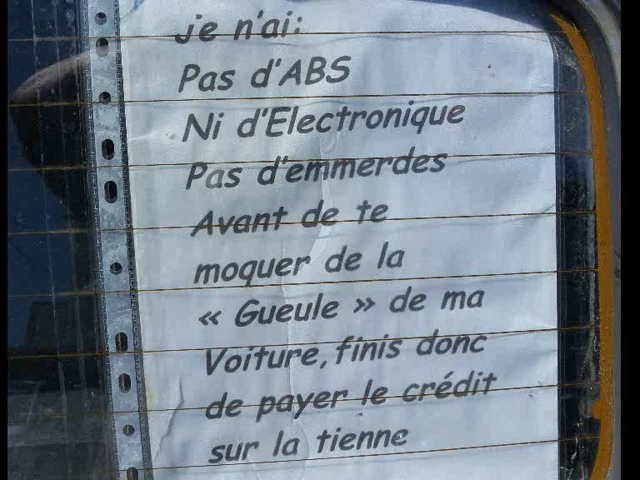 je n'ai:
Pas d'ABS
Ni d'Electronique
Pas d'emmerdes
Avant de te
moquer de la
« Gueule » de ma
Voiture, finis donc
de payer le crédit
sur la tienne